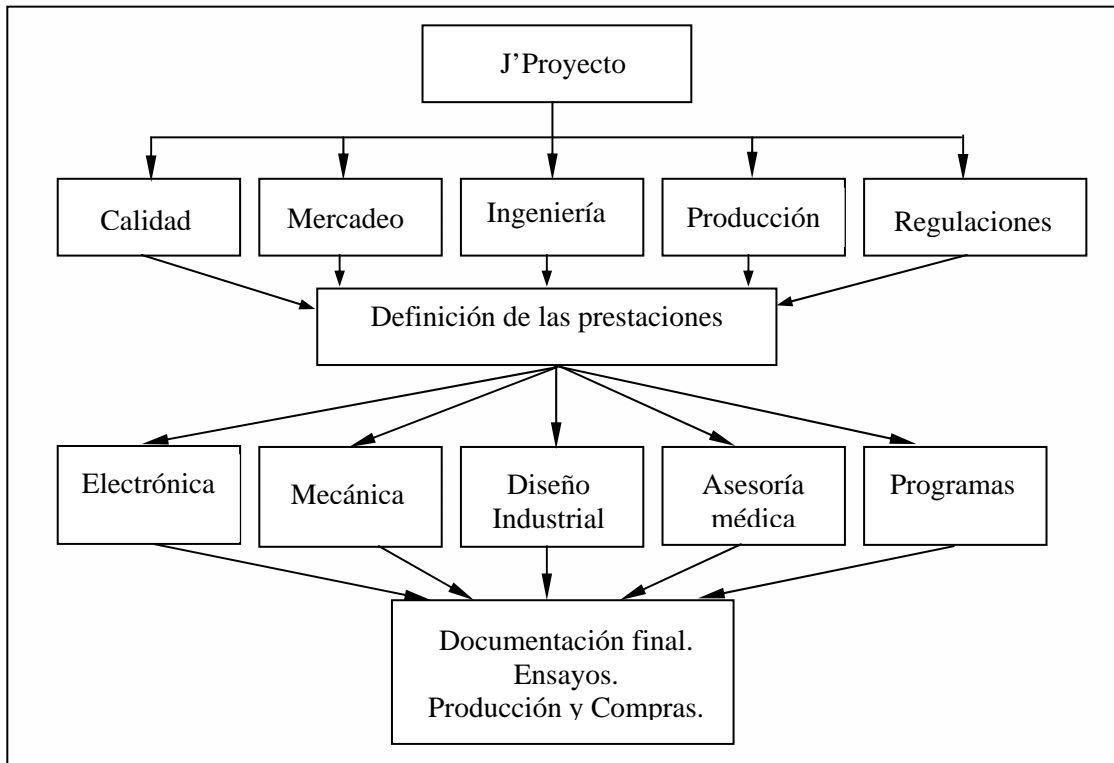 J’Proyecto
Calidad
Mercadeo
Ingeniería
Producción
Regulaciones
Definición de las prestaciones
Electrónica
Mecánica
Diseño
Industrial
Asesoría
médica
Programas
Documentación final.
Ensayos.
Producción y Compras.